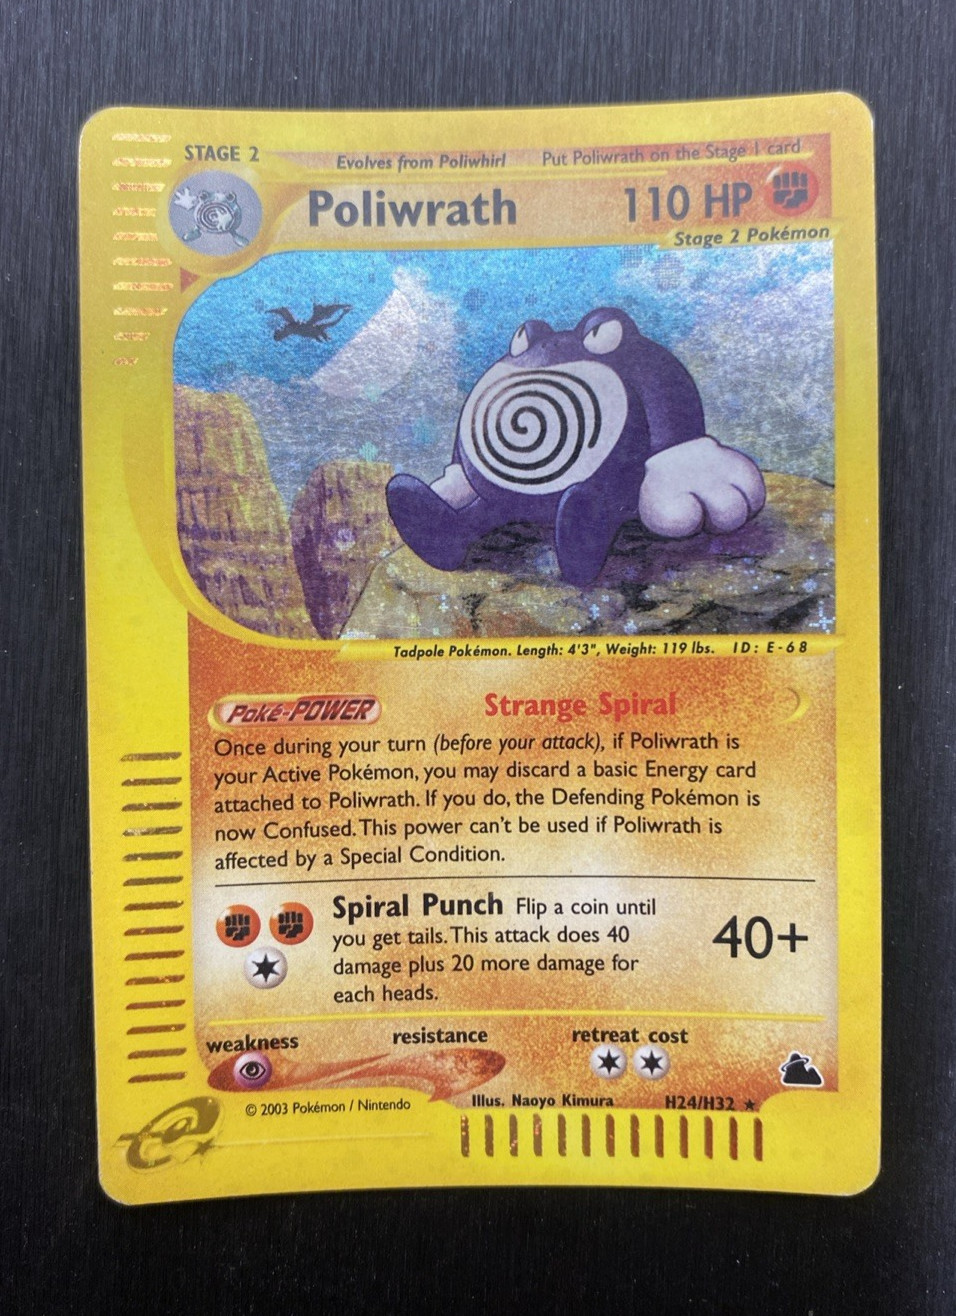 STAGE 2
Evolves from Poliwhirl Put Poliwrath on the Stage 1 card
Poliwrath 110 HP
Stage 2 Pokémon
Tadpole Pokémon. Length: 4'3", Weight: 119 lbs. ID: E-68
Poké-POWER Strange Spiral
Once during your turn (before your attack), if Poliwrath is
your Active Pokémon, you may discard a basic Energy card
attached to Poliwrath. If you do, the Defending Pokémon is
now Confused. This power can't be used if Poliwrath is
affected by a Special Condition.
Spiral Punch Flip a coin until
you get tails. This attack does 40
damage plus 20 more damage for
each heads.
40+
weakness resistance retreat cost
© 2003 Pokémon / Nintendo Illus. Naoyo Kimura H24/H32 ★
e